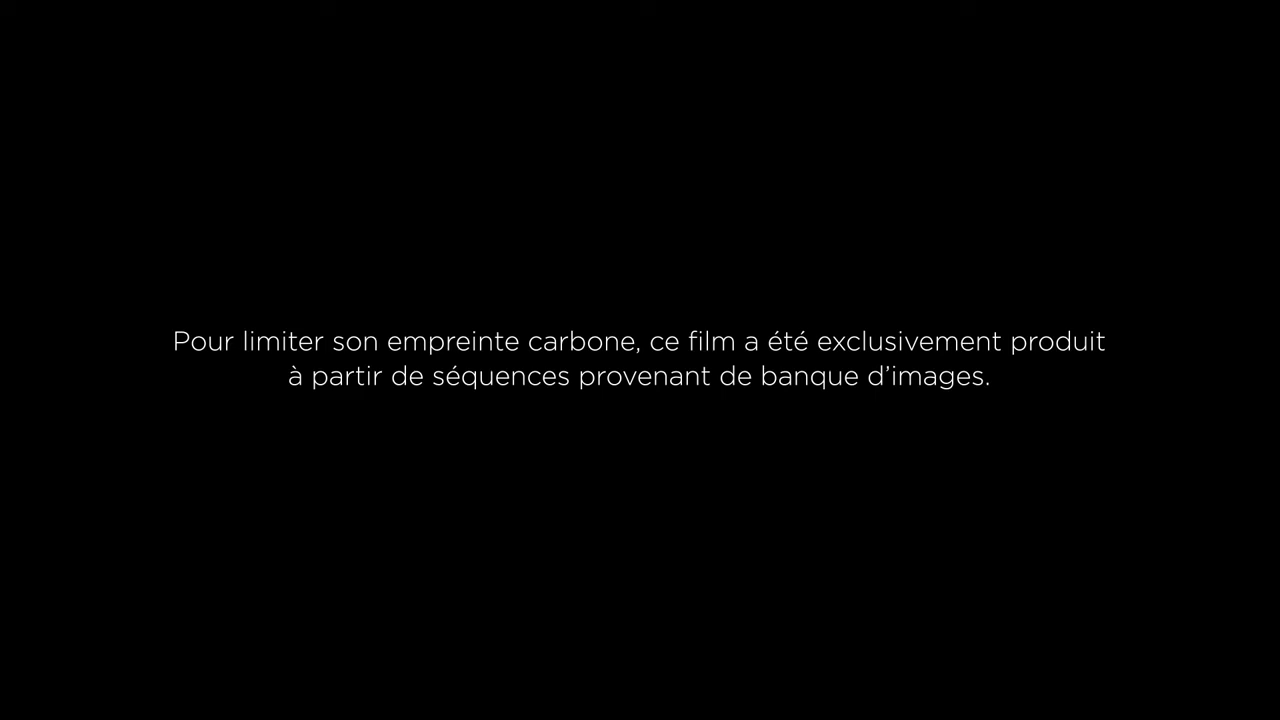 Pour limiter son empreinte carbone, ce film a été exclusivement produit
à partir de séquences provenant de banque d’images.